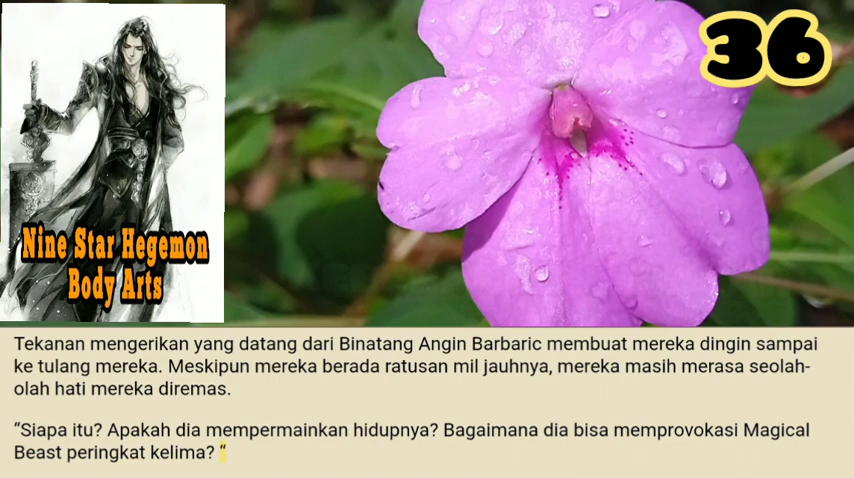 36
Nine Star Hegemon
Body Arts
Tekanan mengerikan yang datang dari Binatang Angin Barbaric membuat mereka dingin sampai
ke tulang mereka. Meskipun mereka berada ratusan mil jauhnya, mereka masih merasa seolah-
olah hati mereka diremas.
“Siapa itu? Apakah dia mempermainkan hidupnya? Bagaimana dia bisa memprovokasi Magical
Beast peringkat kelima? “